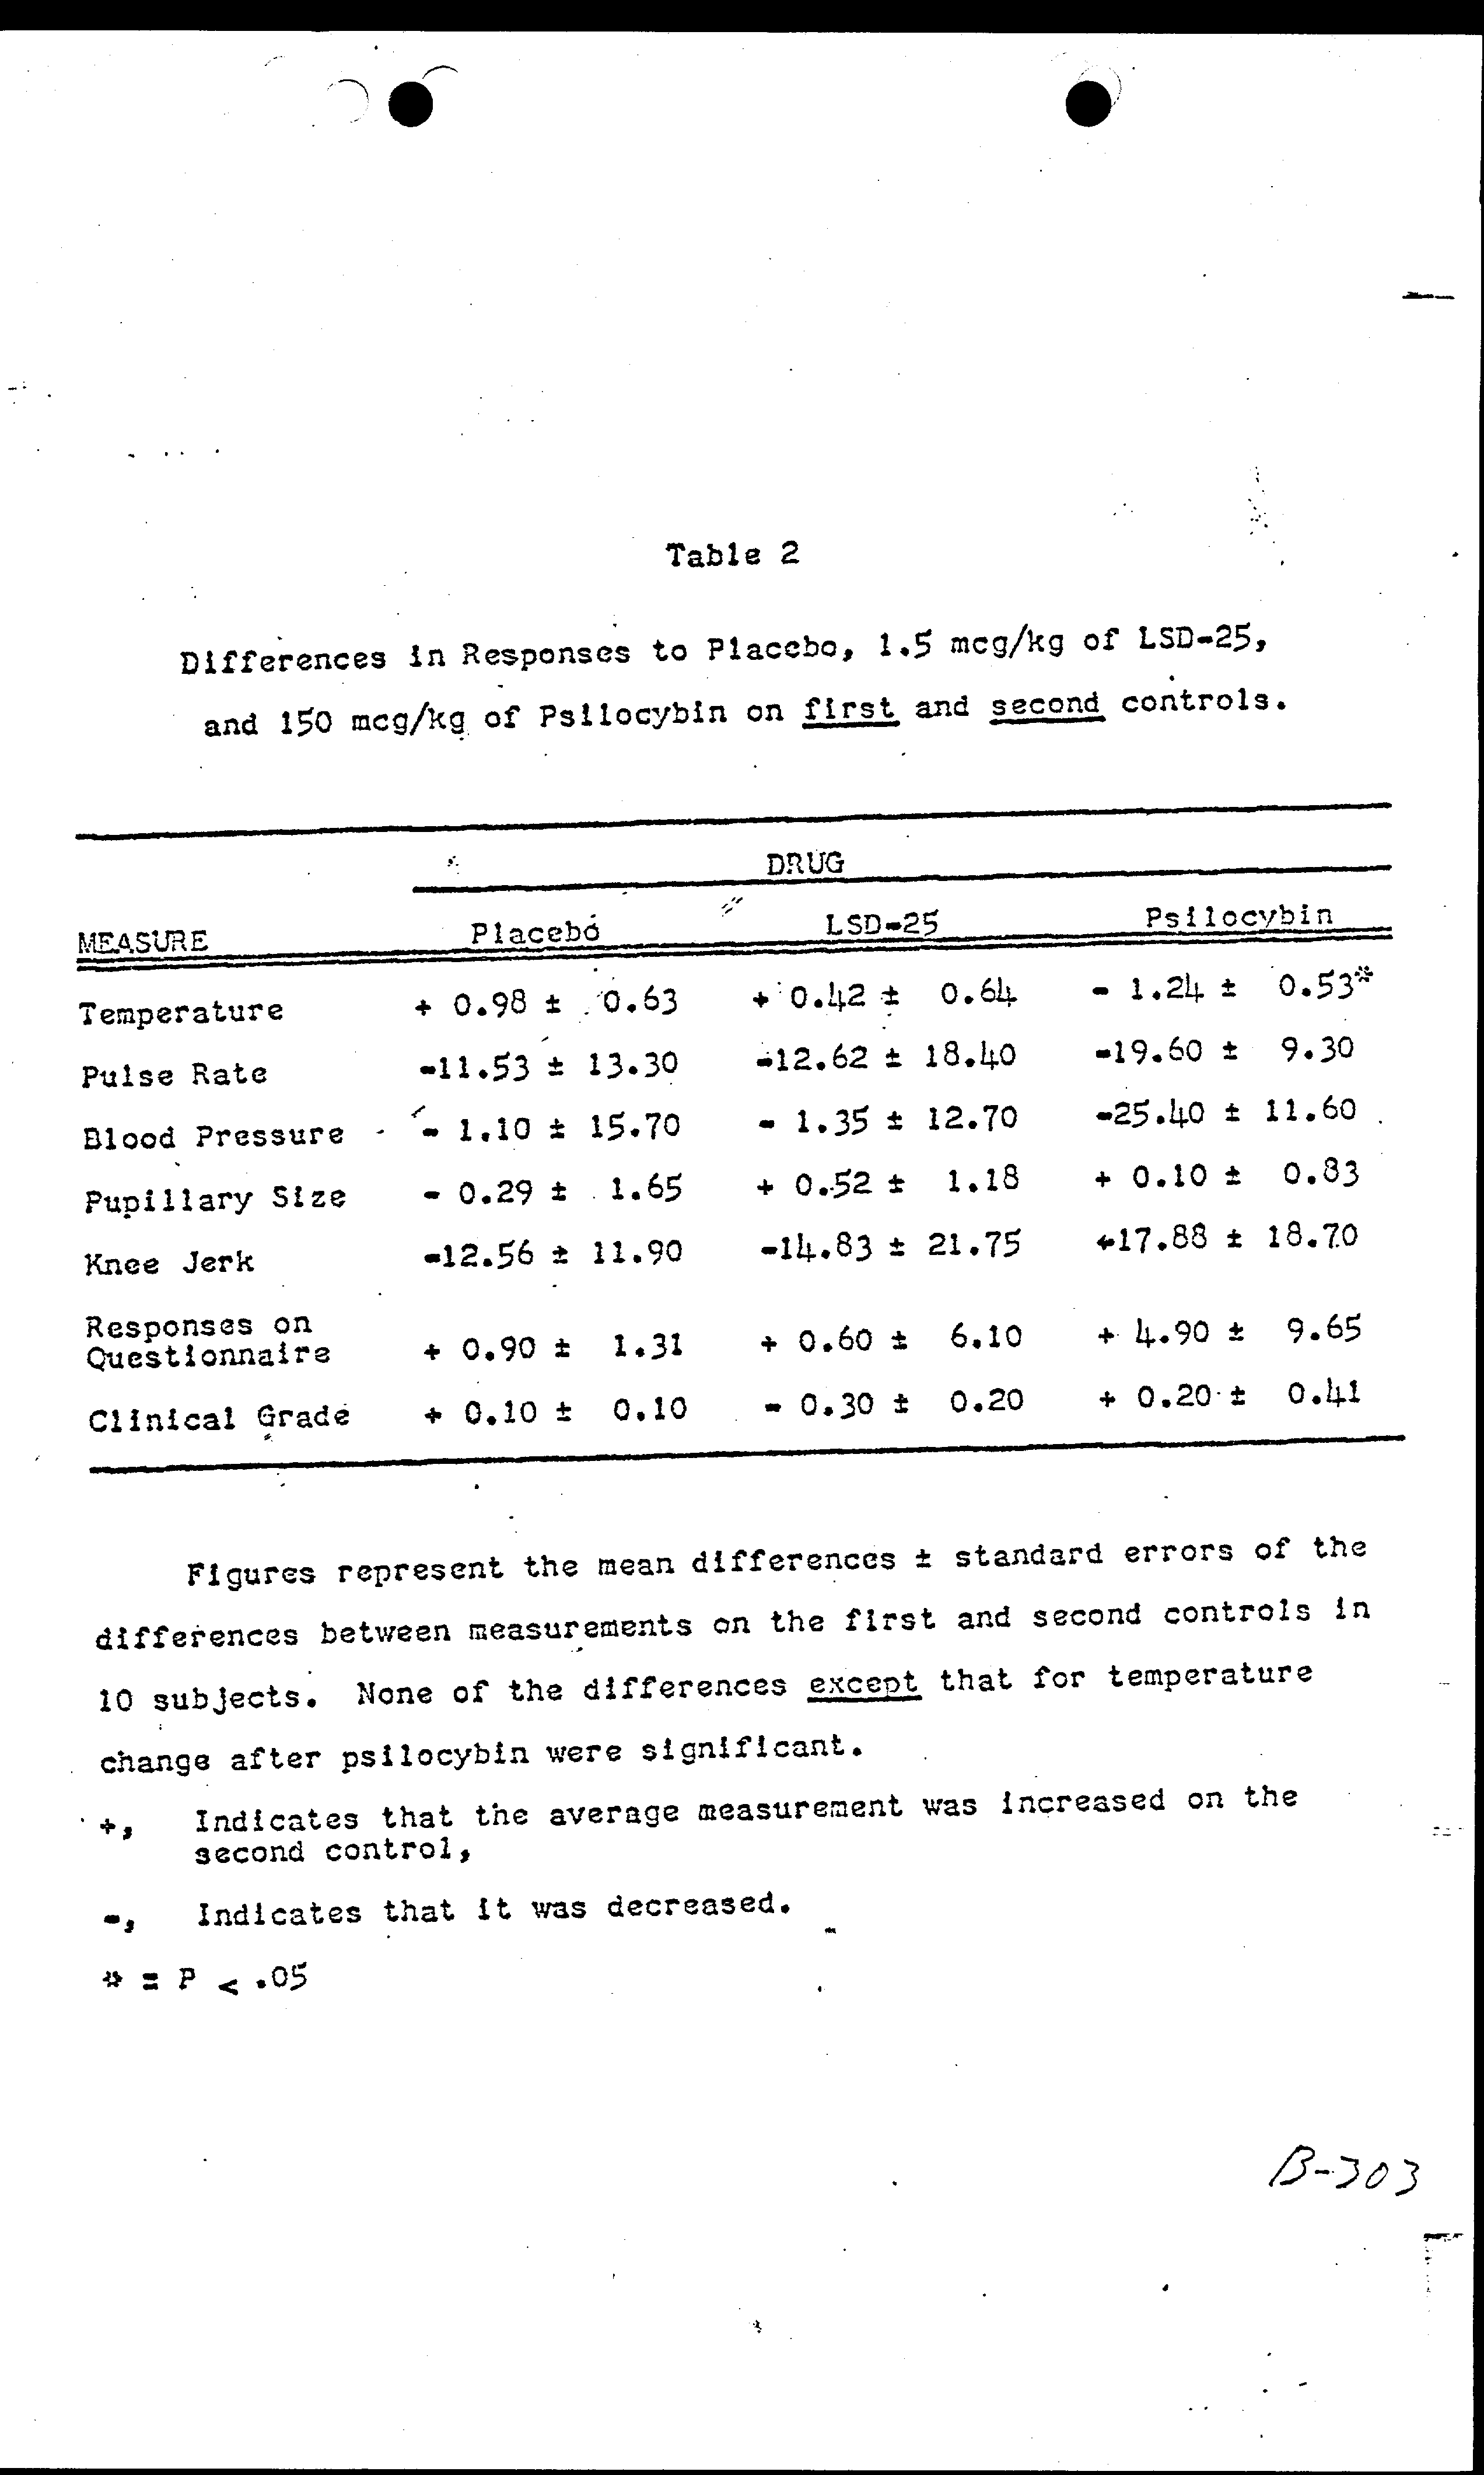 Table 2
Differences in Responses to Placebo, 1.5 mcg/kg of LSD-25,
and 150 mcg/kg of Psilocybin on first and second controls.
DRUG
MEASURE Placebo LSD-25 Psilocybin
Temperature + 0.98 ± 0.63 + 0.42 ± 0.64 - 1.24 ± 0.53*
Pulse Rate -11.53 ± 13.30 -12.62 ± 18.40 -19.60 ± 9.30
Blood Pressure - 1.10 ± 15.70 - 1.35 ± 12.70 -25.40 ± 11.60
Pupillary Size - 0.29 ± 1.65 + 0.52 ± 1.18 + 0.10 ± 0.83
Knee Jerk -12.56 ± 11.90 -14.83 ± 21.75 +17.88 ± 18.70
Responses on
Questionnaire + 0.90 ± 1.31 + 0.60 ± 6.10 + 4.90 ± 9.65
Clinical Grade + 0.10 ± 0.10 - 0.30 ± 0.20 + 0.20 ± 0.41
Figures represent the mean differences ± standard errors of the
differences between measurements on the first and second controls in
10 subjects. None of the differences except that for temperature
change after psilocybin were significant.
+, Indicates that the average measurement was increased on the
second control,
-, Indicates that it was decreased.
* = P < .05
B-303